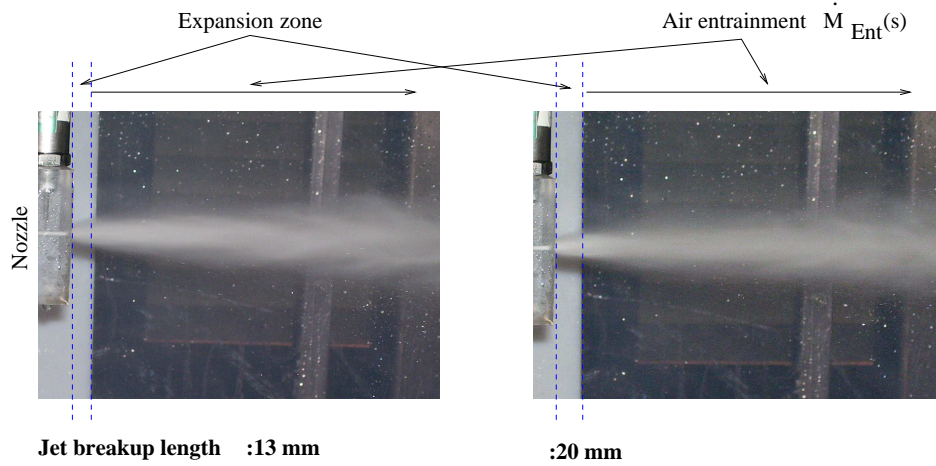 Expansion zone
Air entrainment Ṁ Ent(s)
Nozzle
Jet breakup length :13 mm
:20 mm